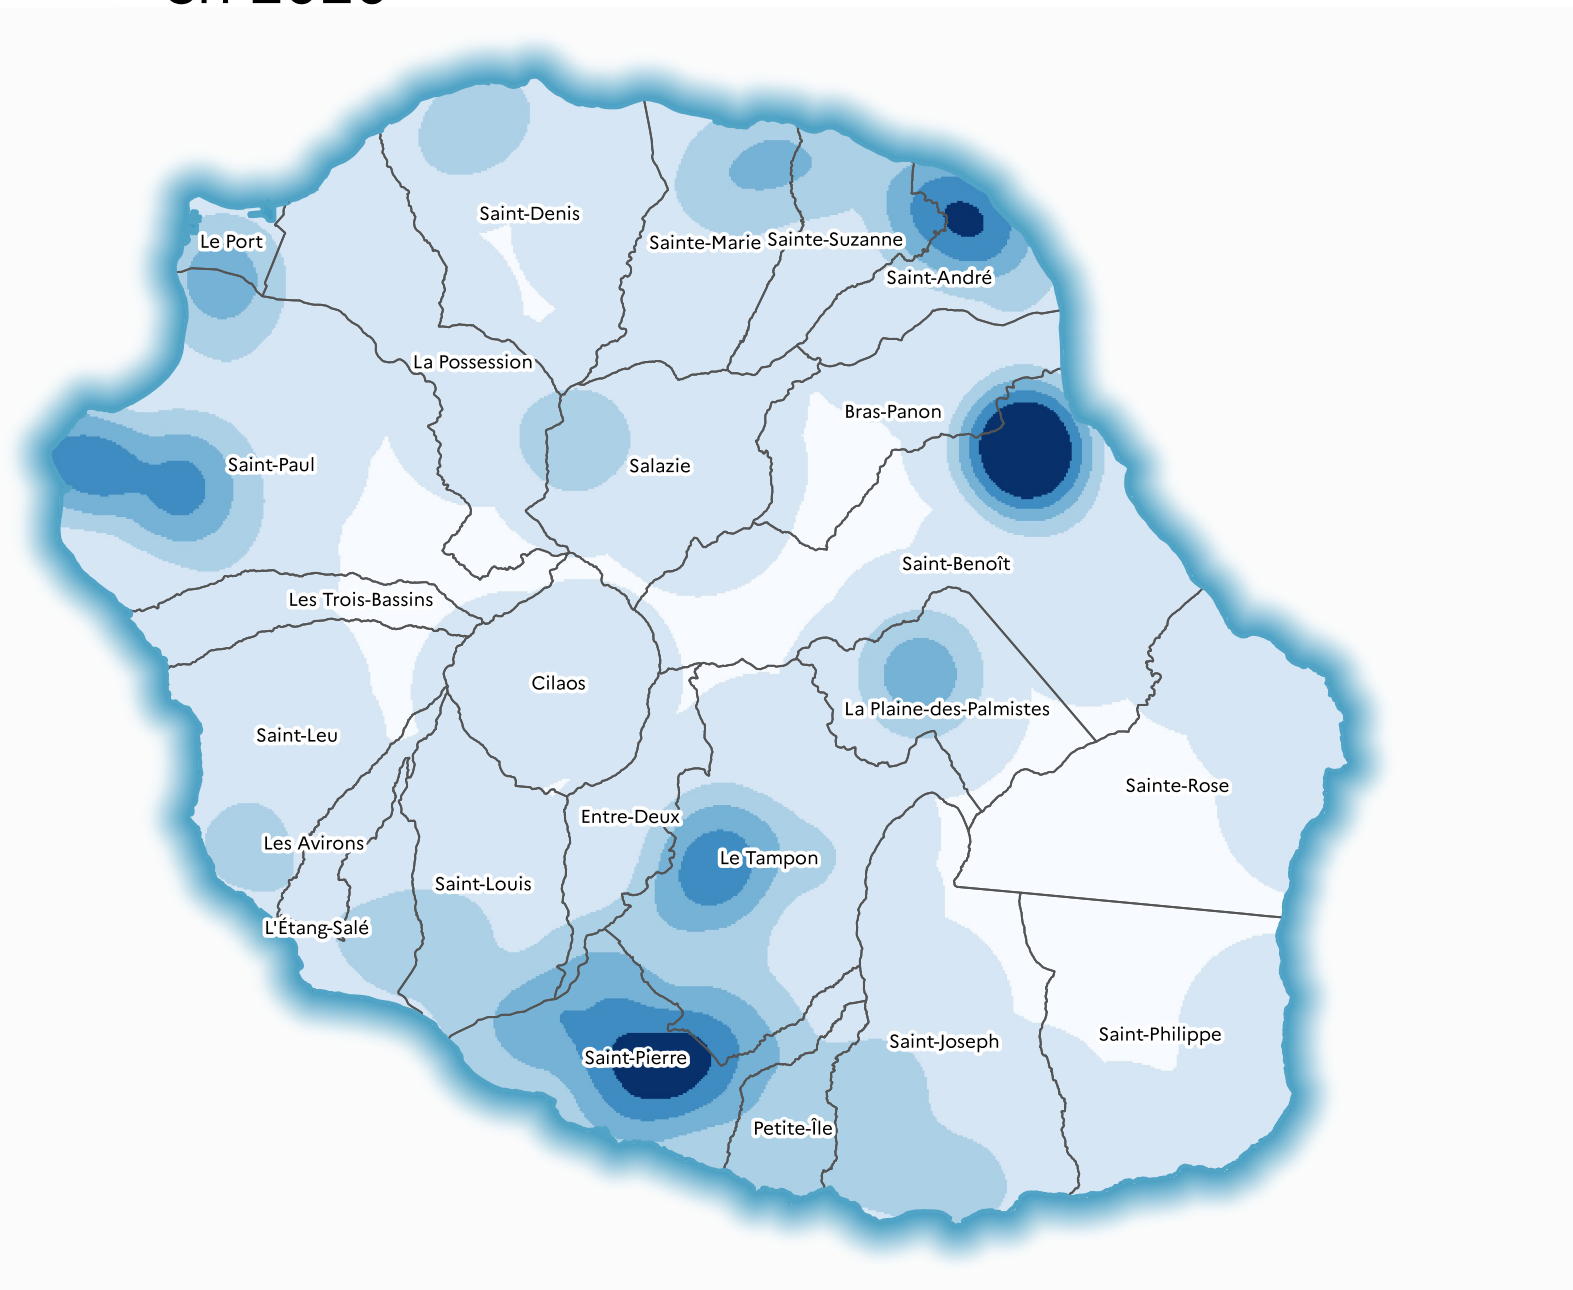 Saint-Denis
Le Port
Sainte-Marie
Sainte-Suzanne
Saint-André
La Possession
Bras-Panon
Saint-Paul
Salazie
Saint-Benoît
Les Trois-Bassins
Cilaos
La Plaine-des-Palmistes
Saint-Leu
Sainte-Rose
Entre-Deux
Les Avirons
Le Tampon
Saint-Louis
L'Étang-Salé
Saint-Joseph
Saint-Philippe
Saint-Pierre
Petite-Île